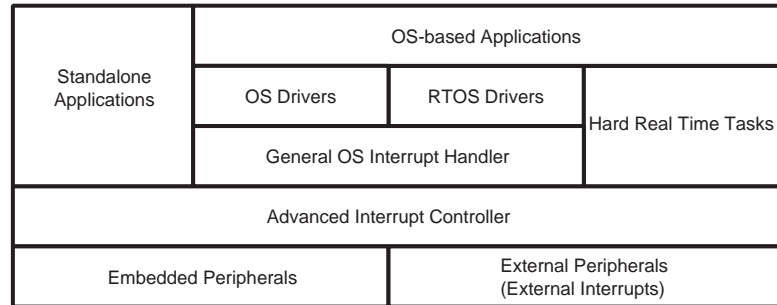 OS-based Applications
Standalone
Applications
OS Drivers
RTOS Drivers
Hard Real Time Tasks
General OS Interrupt Handler
Advanced Interrupt Controller
Embedded Peripherals
External Peripherals
(External Interrupts)